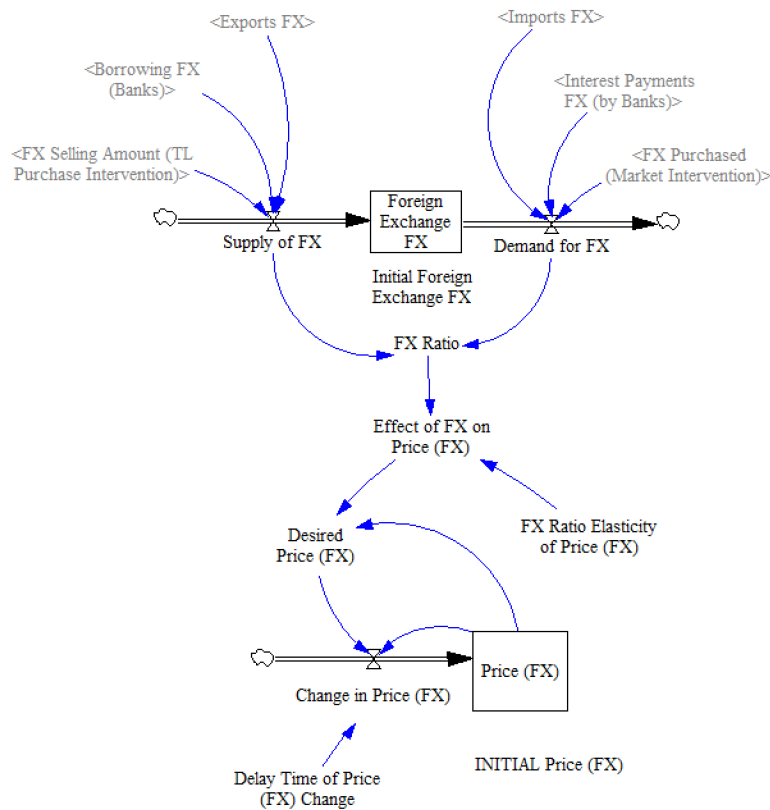 <Exports FX>
<Imports FX>
<Borrowing FX
(Banks)>
<Interest Payments
FX (by Banks)>
<FX Selling Amount (TL
Purchase Intervention)>
<FX Purchased
(Market Intervention)>
Foreign
Exchange
FX
Supply of FX
Demand for FX
Initial Foreign
Exchange FX
FX Ratio
Effect of FX on
Price (FX)
FX Ratio Elasticity
of Price (FX)
Desired
Price (FX)
Price (FX)
Change in Price (FX)
Delay Time of Price
(FX) Change
INITIAL Price (FX)